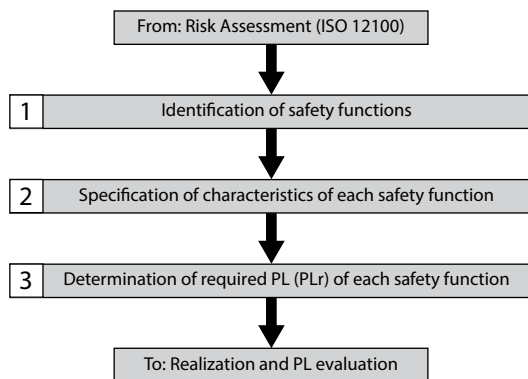 From: Risk Assessment (ISO 12100)
1 Identification of safety functions
2 Specification of characteristics of each safety function
3 Determination of required PL (PLr) of each safety function
To: Realization and PL evaluation